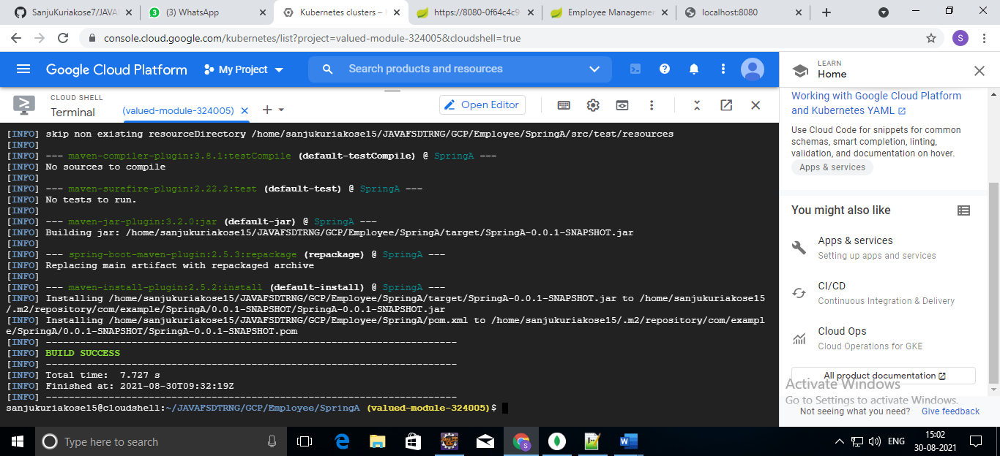 SanjuKuriakose7/JAVA
(3) WhatsApp
Kubernetes clusters –
https://8080-0f64c4c9
Employee Managemen
localhost:8080
console.cloud.google.com/kubernetes/list?project=valued-module-324005&cloudshell=true
S
Google Cloud Platform
My Project
Search products and resources
LEARN
Home
CLOUD SHELL
Terminal
(valued-module-324005)
Open Editor
[INFO] skip non existing resourceDirectory /home/sanjukuriakose15/JAVAFSDTRNG/GCP/Employee/SpringA/src/test/resources
[INFO]
[INFO] --- maven-compiler-plugin:3.8.1:testCompile (default-testCompile) @ SpringA ---
[INFO] No sources to compile
[INFO]
[INFO] --- maven-surefire-plugin:2.22.2:test (default-test) @ SpringA ---
[INFO] No tests to run.
[INFO]
[INFO] --- maven-jar-plugin:3.2.0:jar (default-jar) @ SpringA ---
[INFO] Building jar: /home/sanjukuriakose15/JAVAFSDTRNG/GCP/Employee/SpringA/target/SpringA-0.0.1-SNAPSHOT.jar
[INFO]
[INFO] --- spring-boot-maven-plugin:2.5.3:repackage (repackage) @ SpringA ---
[INFO] Replacing main artifact with repackaged archive
[INFO]
[INFO] --- maven-install-plugin:2.5.2:install (default-install) @ SpringA ---
[INFO] Installing /home/sanjukuriakose15/JAVAFSDTRNG/GCP/Employee/SpringA/target/SpringA-0.0.1-SNAPSHOT.jar to /home/sanjukuriakose15
/.m2/repository/com/example/SpringA/0.0.1-SNAPSHOT/SpringA-0.0.1-SNAPSHOT.jar
[INFO] Installing /home/sanjukuriakose15/JAVAFSDTRNG/GCP/Employee/SpringA/pom.xml to /home/sanjukuriakose15/.m2/repository/com/exampl
e/SpringA/0.0.1-SNAPSHOT/SpringA-0.0.1-SNAPSHOT.pom
[INFO] ------------------------------------------------------------------------
[INFO] BUILD SUCCESS
[INFO] ------------------------------------------------------------------------
[INFO] Total time:  7.727 s
[INFO] Finished at: 2021-08-30T09:32:19Z
[INFO] ------------------------------------------------------------------------
sanjukuriakose15@cloudshell:~/JAVAFSDTRNG/GCP/Employee/SpringA (valued-module-324005)$
Working with Google Cloud Platform
and Kubernetes YAML
Use Cloud Code for snippets for common
schemas, smart completion, linting,
validation, and documentation on hover.
Apps & services
You might also like
Apps & services
Setting up apps and services
CI/CD
Continuous Integration & Delivery
Cloud Ops
Cloud Operations for GKE
All product documentation
Activate Windows
Go to Settings to activate Windows.
Not seeing what you need? Give feedback
Type here to search
ENG
15:02
30-08-2021